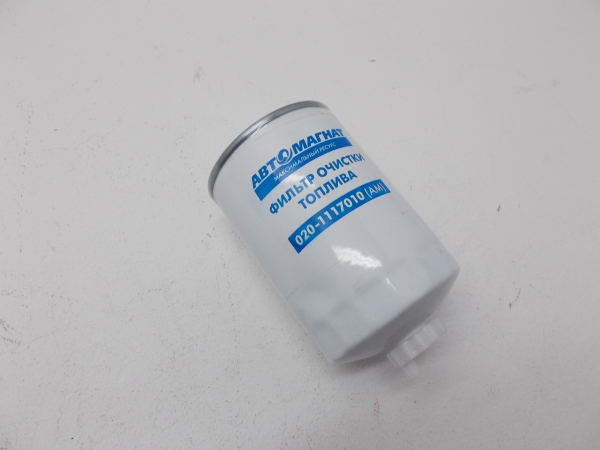 АВТОМАГНАТ
МАКСИМАЛЬНЫЙ РЕСУРС
ФИЛЬТР ОЧИСТКИ
ТОПЛИВА
020-1117010 (АМ)